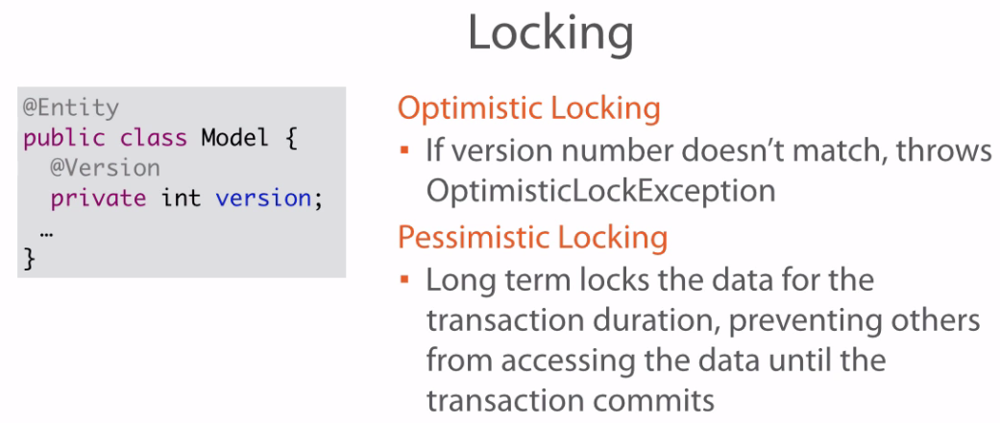 Locking
@Entity
public class Model {
@Version
private int version;
…
}
Optimistic Locking
▪ If version number doesn’t match, throws
OptimisticLockException
Pessimistic Locking
▪ Long term locks the data for the
transaction duration, preventing others
from accessing the data until the
transaction commits